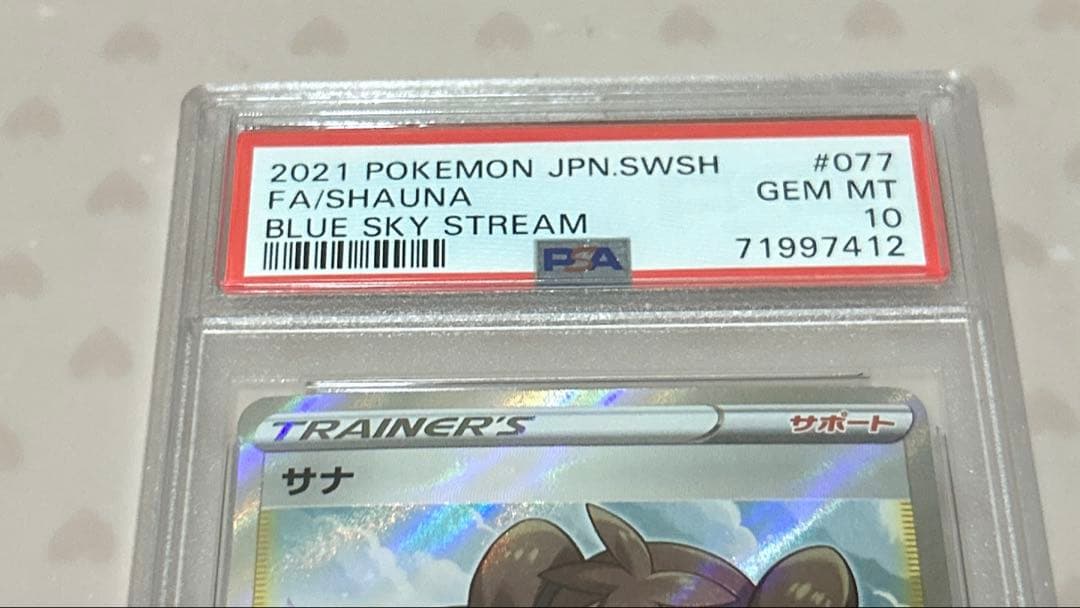 2021 POKEMON JPN.SWSH #077
FA/SHAUNA GEM MT
BLUE SKY STREAM 10
PSA 71997412
TRAINER'S サポート
サナ